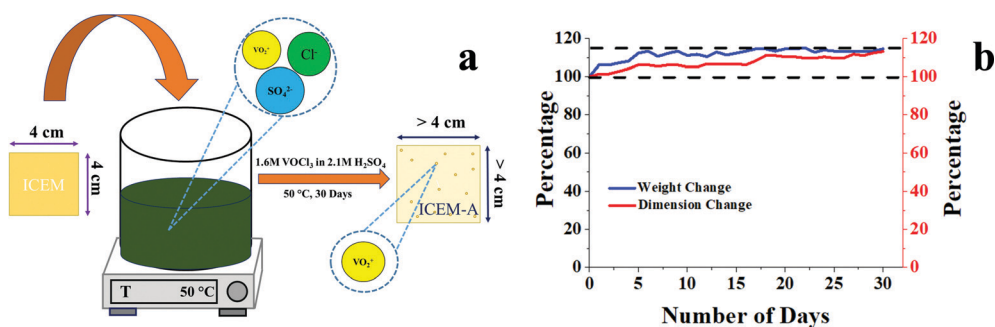 a
4 cm
ICEM
4 cm
VO₂⁺
Cl⁻
SO₄²⁻
1.6M VOCl₃ in 2.1M H₂SO₄
50 °C, 30 Days
T 50 °C
> 4 cm
> 4 cm
ICEM-A
VO₂⁺
b
Percentage
120
100
80
60
40
20
0
Weight Change
Dimension Change
0 5 10 15 20 25 30
Number of Days
120
100
80
60
40
20
0
Percentage